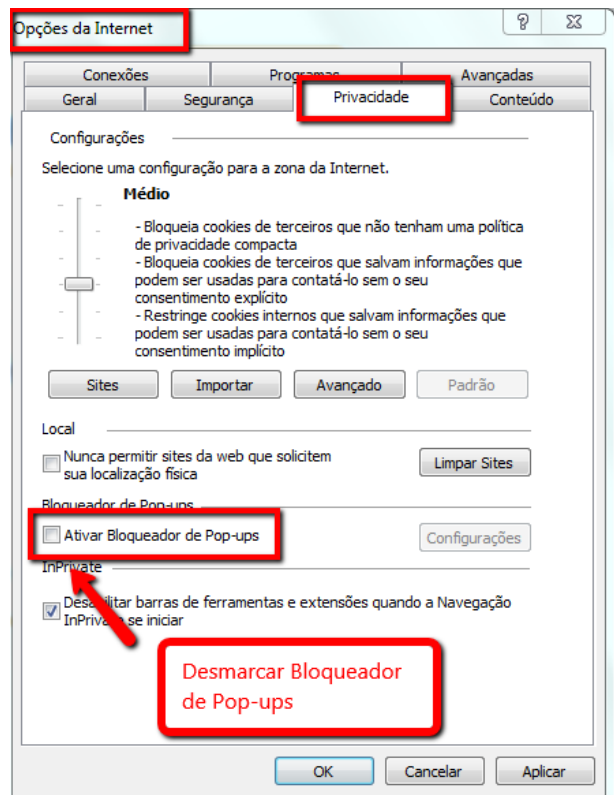 Opções da Internet
Conexões Programas Avançadas
Geral Segurança Privacidade Conteúdo
Configurações
Selecione uma configuração para a zona da Internet.
Médio
- Bloqueia cookies de terceiros que não tenham uma política
de privacidade compacta
- Bloqueia cookies de terceiros que salvam informações que
podem ser usadas para contatá-lo sem o seu
consentimento explícito
- Restringe cookies internos que salvam informações que
podem ser usadas para contatá-lo sem o seu
consentimento implícito
Sites Importar Avançado Padrão
Local
Nunca permitir sites da web que solicitem
sua localização física
Limpar Sites
Bloqueador de Pop-ups
Ativar Bloqueador de Pop-ups
Configurações
InPrivate
Desabilitar barras de ferramentas e extensões quando a Navegação
InPrivate se iniciar
Desmarcar Bloqueador
de Pop-ups
OK Cancelar Aplicar